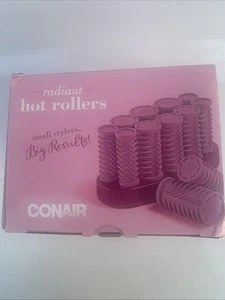 radiant
hot rollers
small stylers,
Big Results!
CONAIR